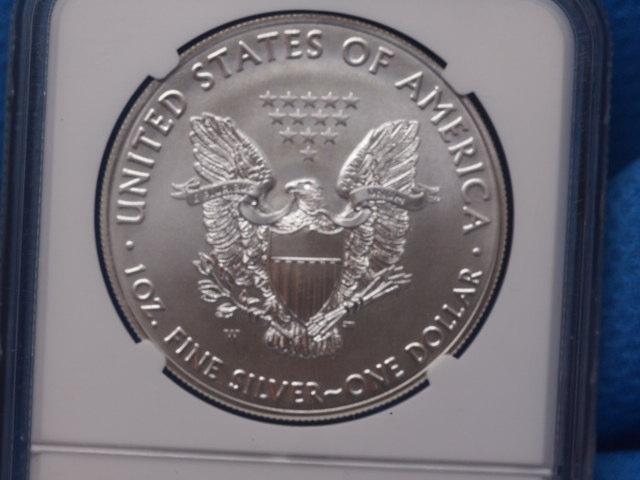 UNITED STATES OF AMERICA
· 1 OZ. FINE SILVER~ONE DOLLAR ·
W